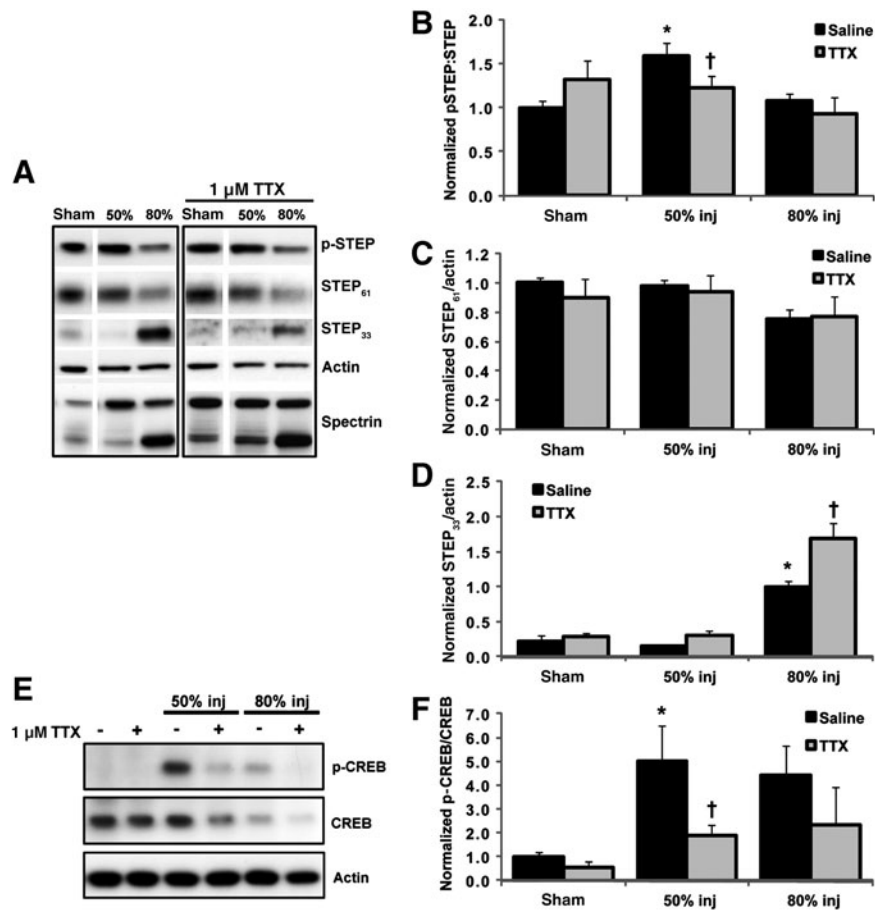 A
1 µM TTX
Sham 50% 80% Sham 50% 80%
p-STEP
STEP61
STEP33
Actin
Spectrin
B
Normalized pSTEP:STEP
2.0
1.5
1.0
0.5
0.0
* †
Saline
TTX
Sham 50% inj 80% inj
C
Normalized STEP61/actin
1.2
1.0
0.8
0.6
0.4
0.2
0.0
Sham 50% inj 80% inj
D
Normalized STEP33/actin
2.5
2.0
1.5
1.0
0.5
0.0
Saline
TTX
* †
Sham 50% inj 80% inj
E
50% inj 80% inj
1 µM TTX - + - + - +
p-CREB
CREB
Actin
F
Normalized p-CREB/CREB
7.0
6.0
5.0
4.0
3.0
2.0
1.0
0.0
* †
Saline
TTX
Sham 50% inj 80% inj